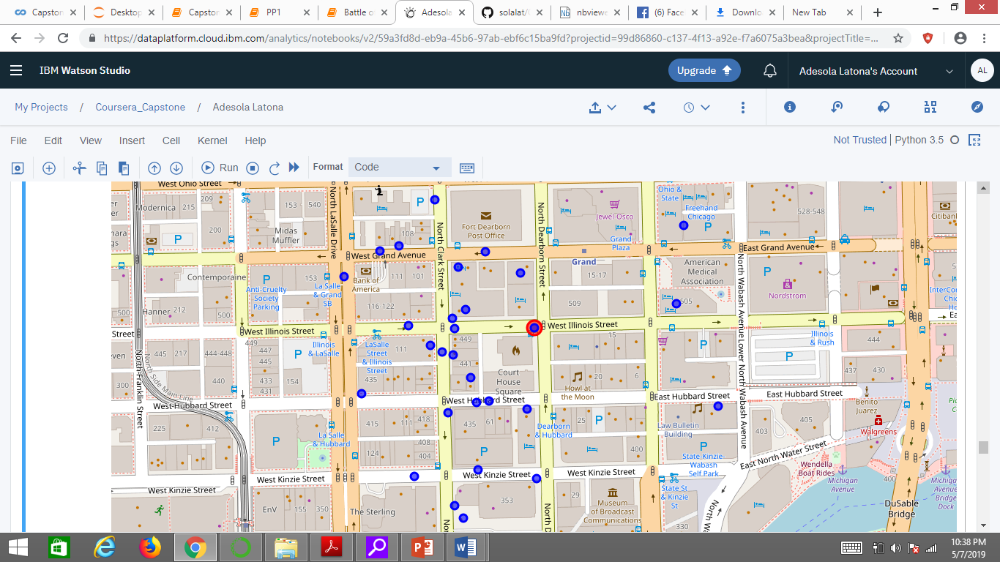 Capston
Desktop
Capston
PP1
Battle o
Adesola
solalat/
nbviewe
(6) Face
Downlo
New Tab
https://dataplatform.cloud.ibm.com/analytics/notebooks/v2/59a3fd8d-eb9a-45b6-97ab-ebf6c15ba9fd?projectid=99d86860-c137-4f13-a92e-f7a6075a3bea&projectTitle=...
IBM Watson Studio
Upgrade
Adesola Latona's Account
AL
My Projects / Coursera_Capstone / Adesola Latona
File Edit View Insert Cell Kernel Help
Not Trusted | Python 3.5
Run
Format
Code
West Ohio Street
Modernica
209
215
200
153
540
Midas
Muffler
North LaSalle Drive
P
108
West Grand Avenue
North Clark Street
Fort Dearborn
Post Office
North Dearborn Street
Jewel-Osco
Grand
Plaza
Grand
Ohio &
State
Freehand
Chicago
P
528-548
Citiban
East Grand Avenue
Contemporaine
P
Anti-Cruelty
Society
Parking
153
La Salle
& Grand
SB
Bank of
America
111
101
116-122
15-17
509
American
Medical
Association
505
P
Nordstrom
InterCon
500
Hanner
212
500
Street
West Illinois Street
West Illinois Street
North Wabash Avenue Lower North Wabash Avenue
Illinois
& Rush
444
449
447
445
431
445
217
444-448
440
300
P
154
Illinois
& LaSalle
LaSalle
Street
& Illinois
Street
111
435
449
441
Court
House
Square
15
20
6
Howl at
the Moon
P
P
437
430
North Side Main Line
North Franklin Street
West Hubbard Street
West Hubbard Street
East Hubbard Street
East Hubbard Street
Benito
Juarez
Walgreens
225
412
P
La Salle
& Hubbard
415
111
418
408
404
124
435
61
P
Dearborn
& Hubbard
25
P
400
Law Bulletin
Building
P
State-Kinzie-
Wabash
Self Park
403
405
East North Water Street
Wendella
Boat Rides
Michigan
Avenue
400
Michigan
Avenue
Bridge
Dock
West Kinzie Street
West Kinzie Street
West Kinzie Street
West Kinzie Street
EnV
155
350
The Sterling
353
29
Museum
of Broadcast
Communications
State St
& Kinzie
St
330
DuSable
Bridge
10:38 PM
5/7/2019